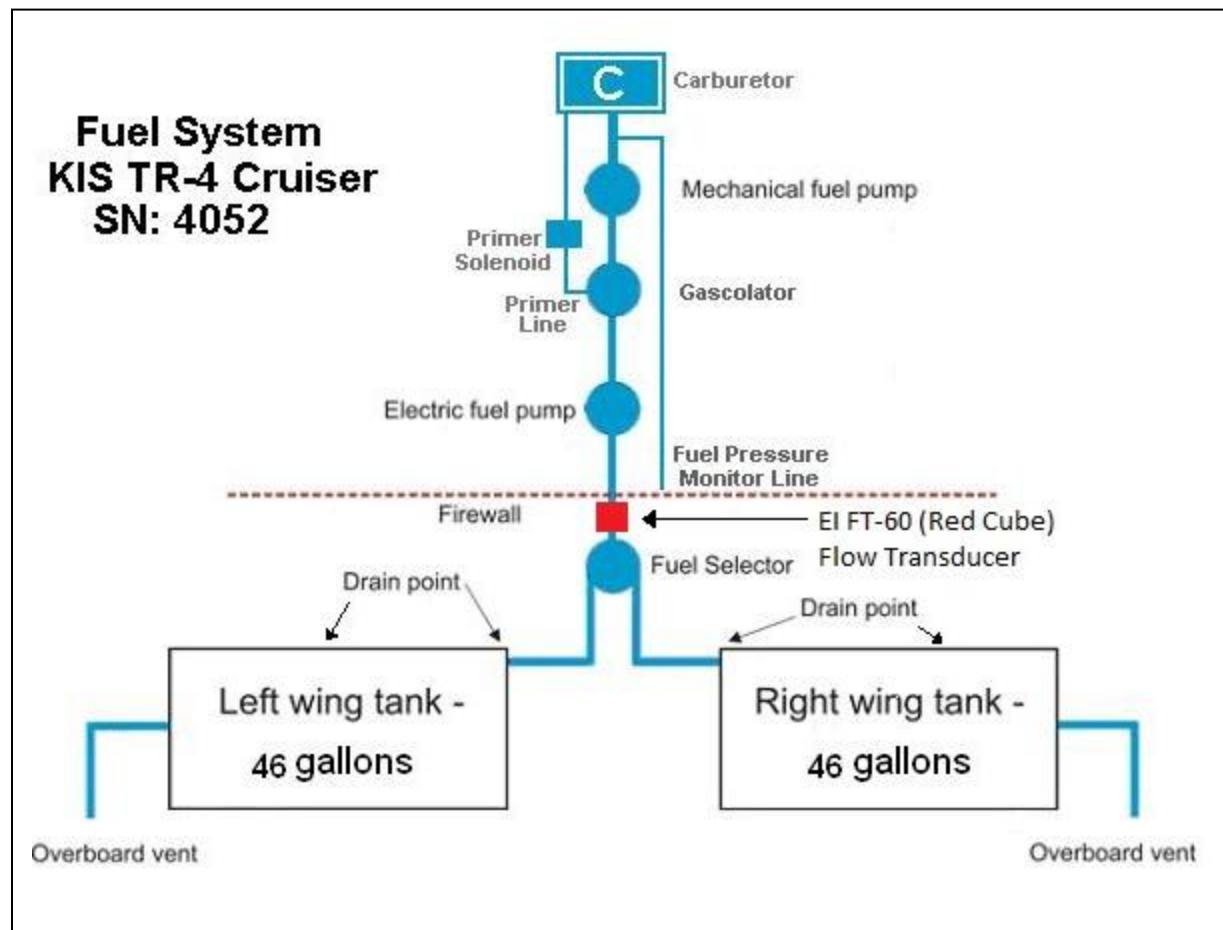 C
Carburetor
Fuel System
KIS TR-4 Cruiser
SN: 4052
Mechanical fuel pump
Primer
Solenoid
Gascolator
Primer
Line
Electric fuel pump
Fuel Pressure
Monitor Line
Firewall
EI FT-60 (Red Cube)
Flow Transducer
Fuel Selector
Drain point
Drain point
Left wing tank -
46 gallons
Right wing tank -
46 gallons
Overboard vent
Overboard vent